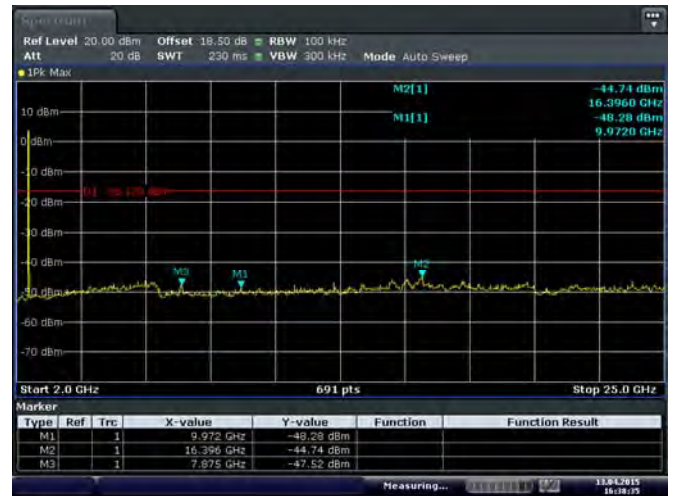 Spectrum
Ref Level 20.00 dBm Offset 18.50 dB RBW 100 kHz
Att 20 dB SWT 230 ms VBW 300 kHz Mode Auto Sweep
1Pk Max
M2[1] -44.74 dBm
16.3960 GHz
M1[1] -48.28 dBm
9.9720 GHz
10 dBm
0 dBm
-10 dBm
D1
-20 dBm
-30 dBm
-40 dBm
M3 M1 M2
-50 dBm
-60 dBm
-70 dBm
Start 2.0 GHz 691 pts Stop 25.0 GHz
Marker
Type Ref Trc X-value Y-value Function Function Result
M1 1 9.972 GHz -48.28 dBm
M2 1 16.396 GHz -44.74 dBm
M3 1 7.875 GHz -47.52 dBm
Measuring... 13.04.2015
16:38:35